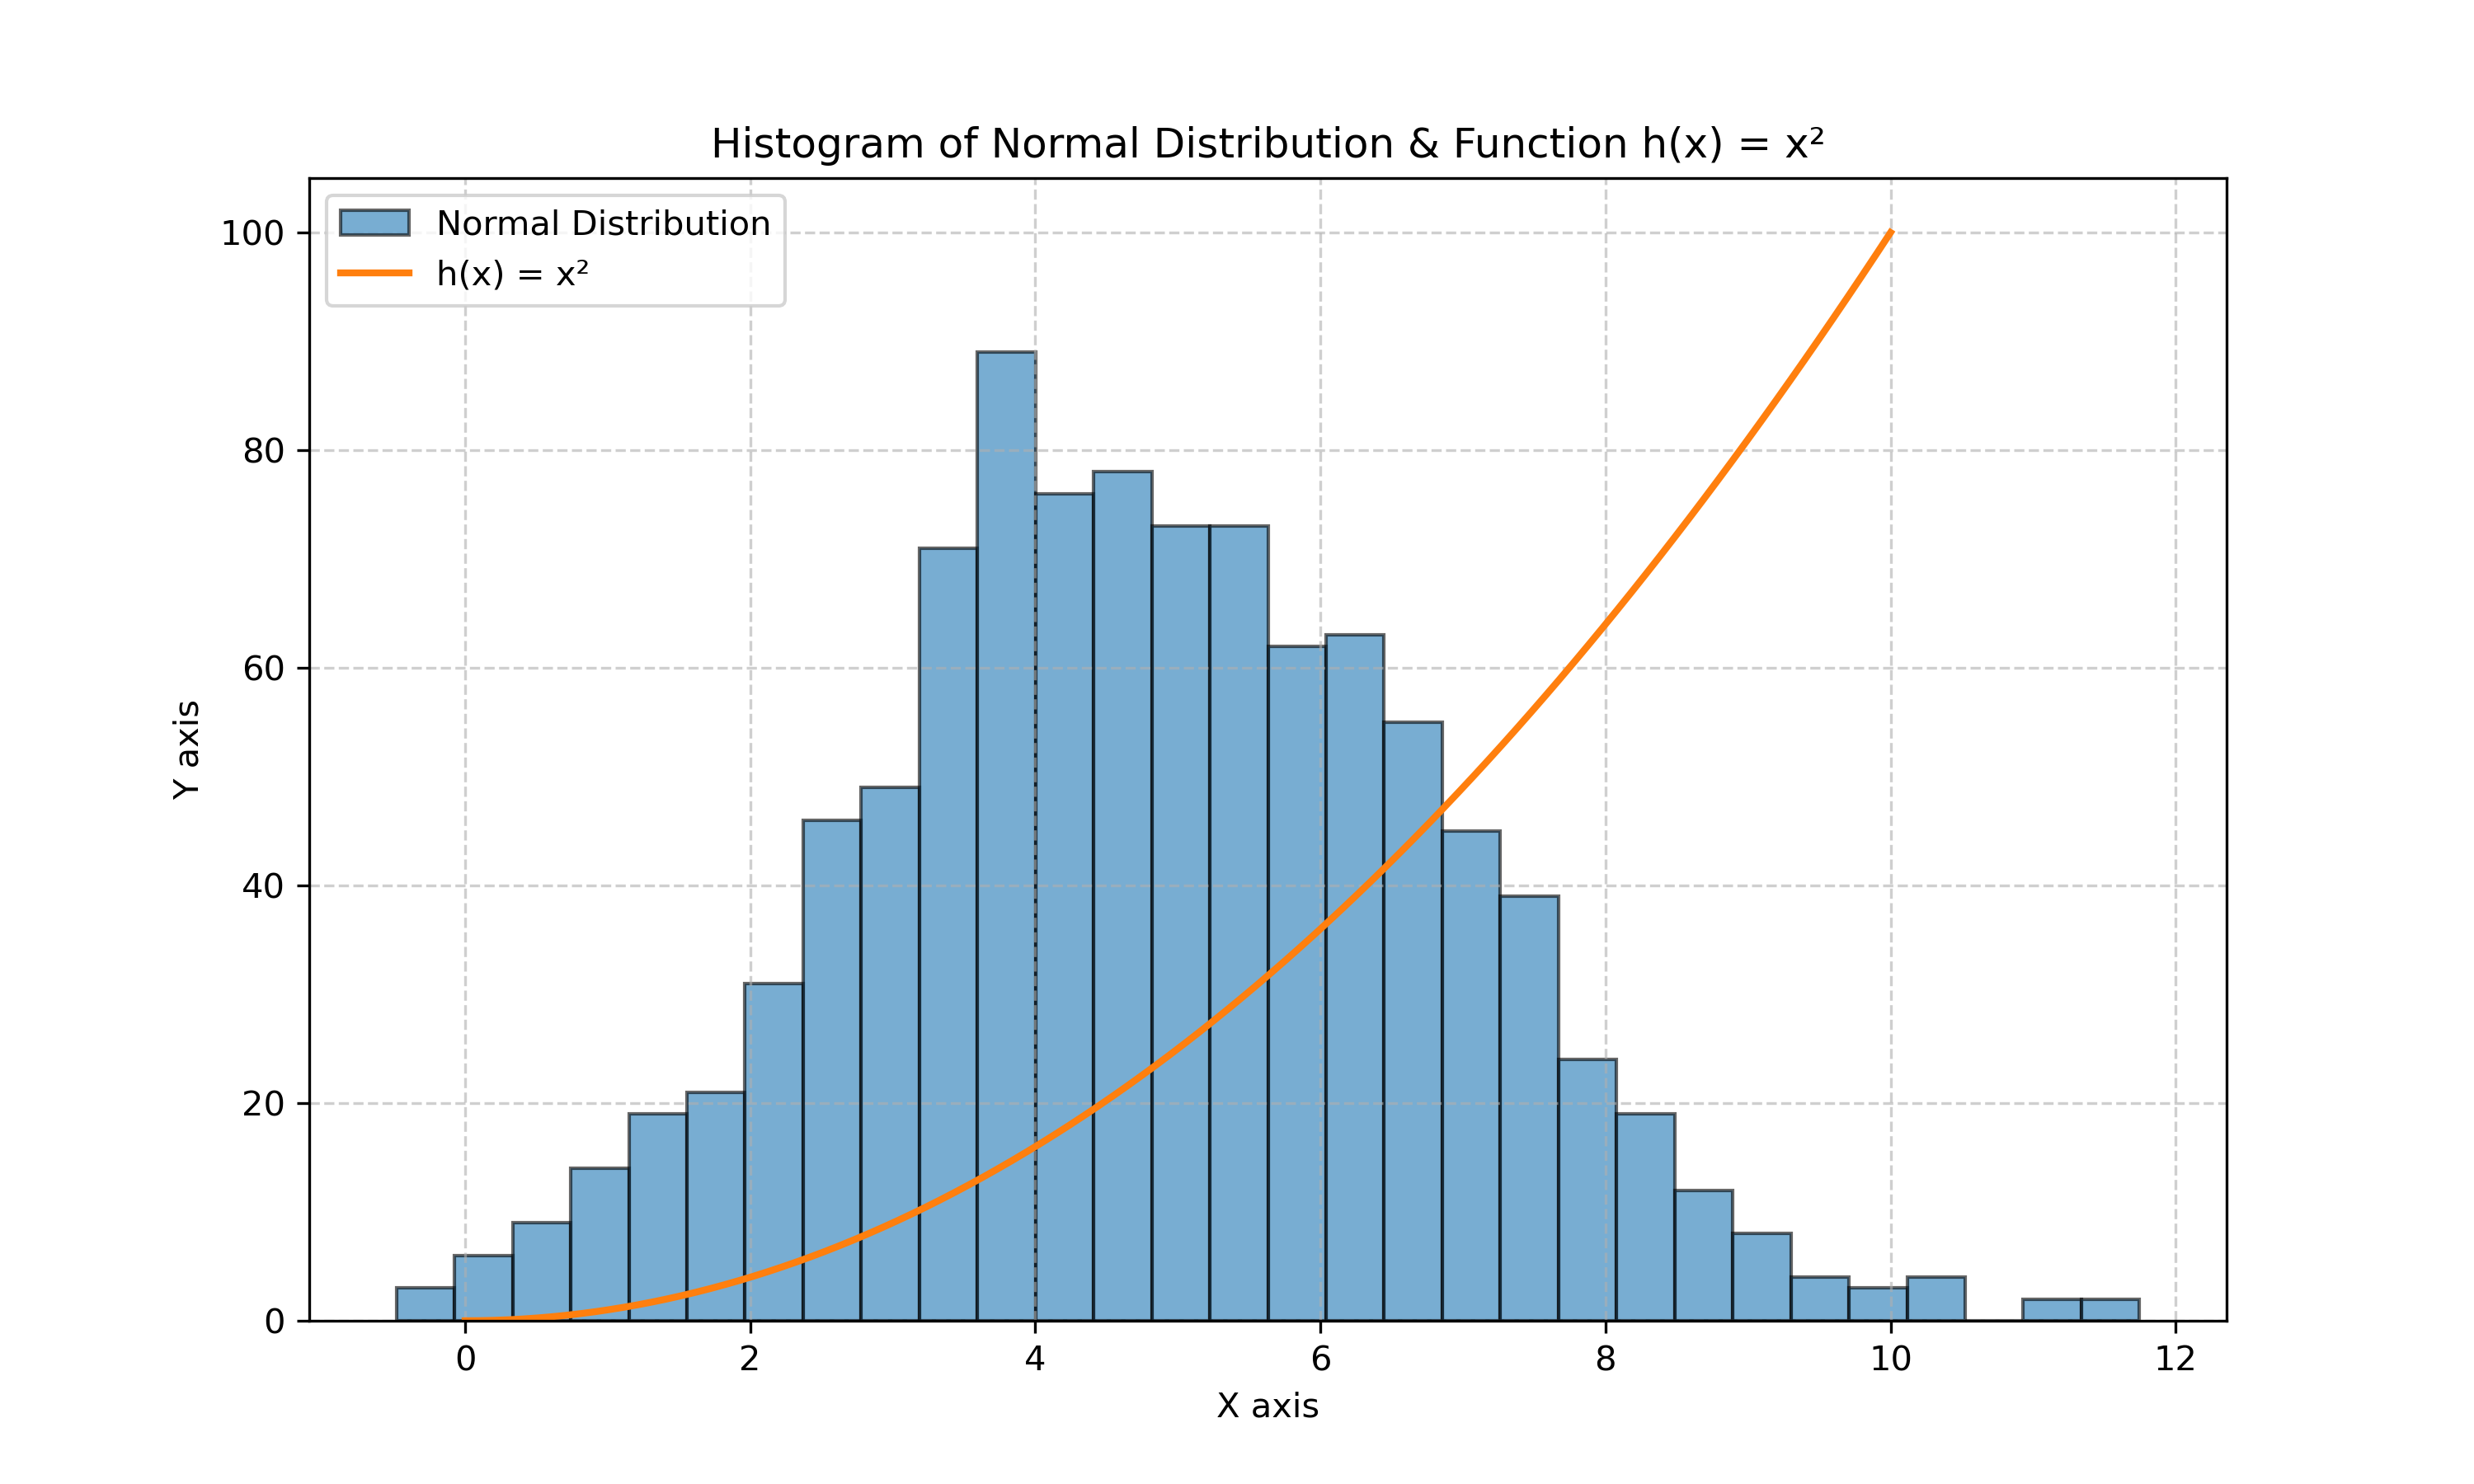 Histogram of Normal Distribution & Function h(x) = x²
Normal Distribution
h(x) = x²
100
80
60
40
20
0
Y axis
0 2 4 6 8 10 12
X axis